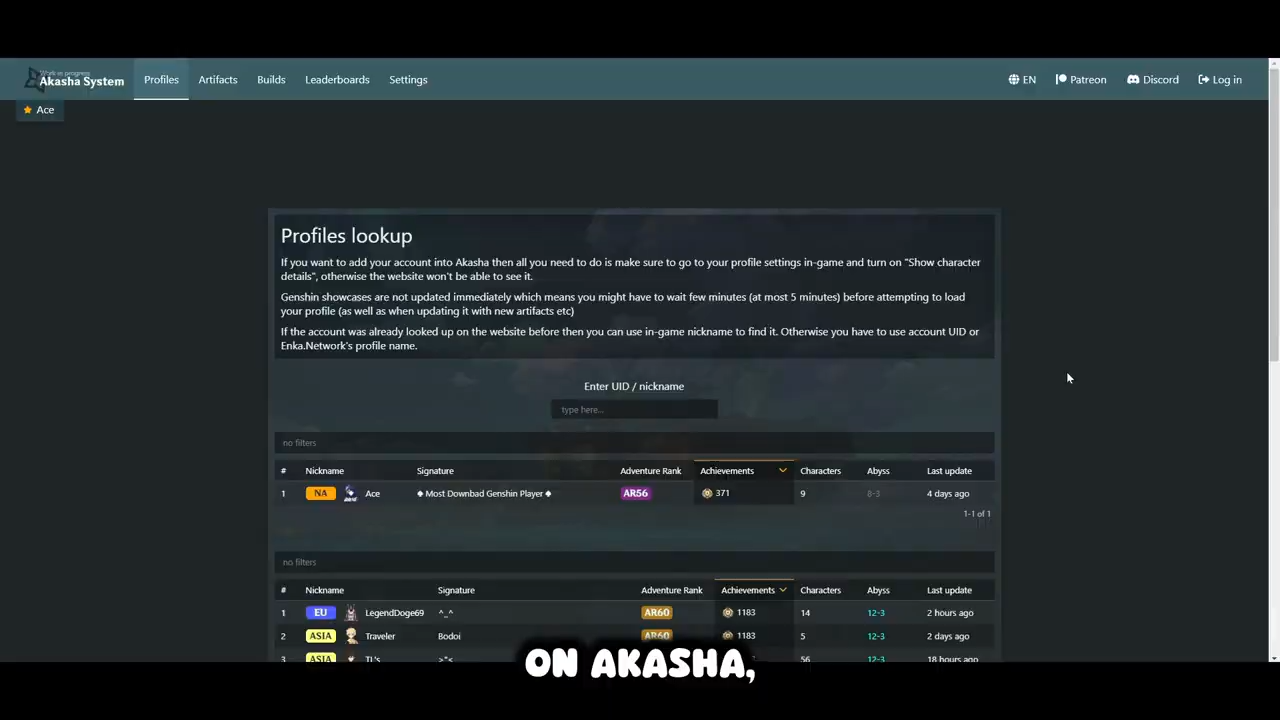 Work in progress
Akasha System Profiles Artifacts Builds Leaderboards Settings EN Patreon Discord Log in
Ace
Profiles lookup
If you want to add your account into Akasha then all you need to do is make sure to go to your profile settings in-game and turn on "Show character
details", otherwise the website won't be able to see it.
Genshin showcases are not updated immediately which means you might have to wait few minutes (at most 5 minutes) before attempting to load
your profile (as well as when updating it with new artifacts etc)
If the account was already looked up on the website before then you can use in-game nickname to find it. Otherwise you have to use account UID or
Enka.Network's profile name.
Enter UID / nickname
type here...
no filters
# Nickname Signature Adventure Rank Achievements Characters Abyss Last update
1 NA Ace ◆ Most Downbad Genshin Player ◆ AR56 371 9 8-3 4 days ago
1-1 of 1
no filters
# Nickname Signature Adventure Rank Achievements Characters Abyss Last update
1 EU LegendDoge69 ^_^ AR60 1183 14 12-3 2 hours ago
2 ASIA Traveler Bodoi AR60 1183 5 12-3 2 days ago
3 ASIA >*< 56 12-3 18 hours ago
ON AKASHA,